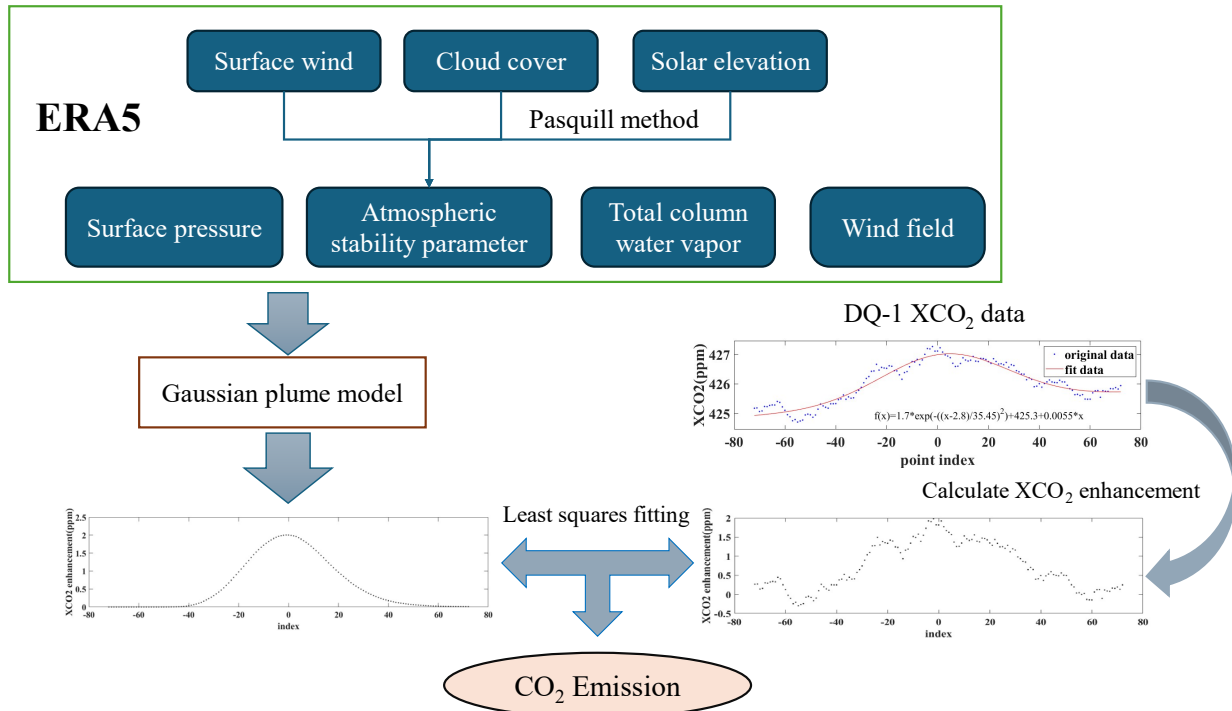 Surface wind
Cloud cover
Solar elevation
ERA5
Pasquill method
Surface pressure
Atmospheric
stability parameter
Total column
water vapor
Wind field
Gaussian plume model
DQ-1 XCO₂ data
XCO2(ppm)
427
426
425
original data
fit data
f(x)=1.7*exp(-((x-2.8)/35.45)²)+425.3+0.0055*x
-80 -60 -40 -20 0 20 40 60 80
point index
Calculate XCO₂ enhancement
Least squares fitting
XCO2 enhancement(ppm)
2.5
2
1.5
1
0.5
0
-80 -60 -40 -20 0 20 40 60 80
index
XCO2 enhancement(ppm)
2
1.5
1
0.5
0
-0.5
-80 -60 -40 -20 0 20 40 60 80
index
CO₂ Emission